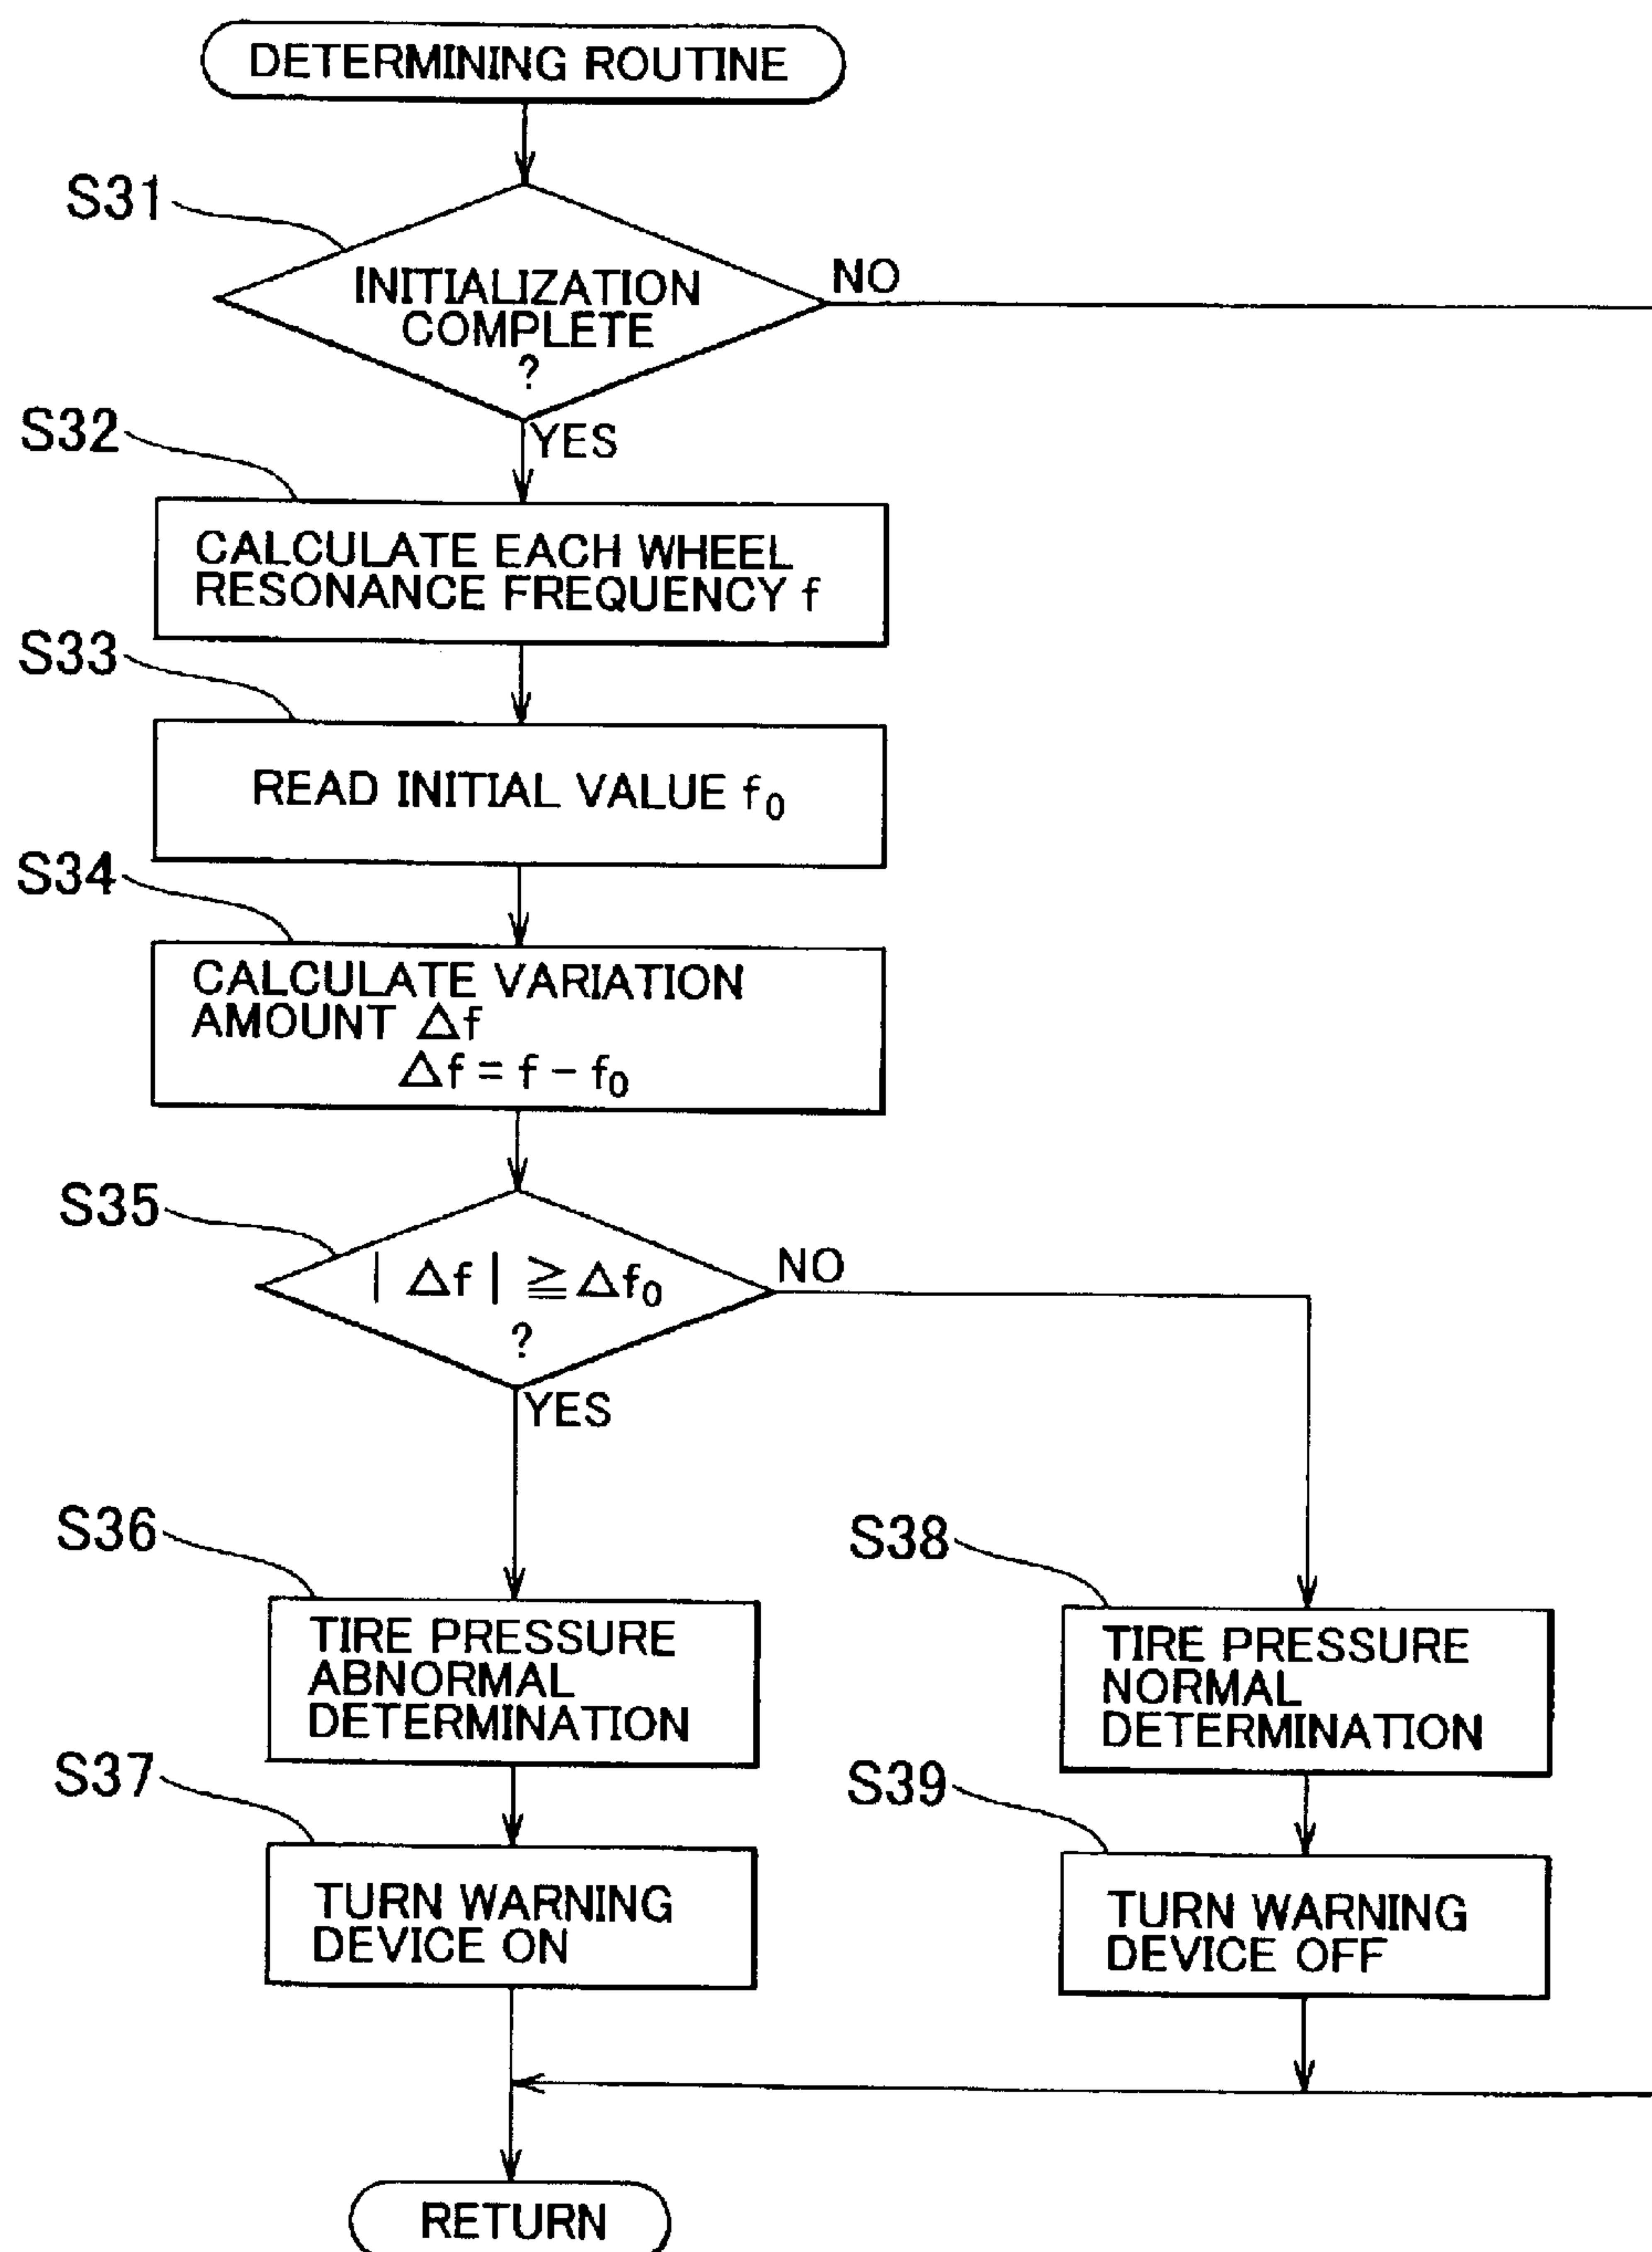 DETERMINING ROUTINE
S31
INITIALIZATION
COMPLETE
?
NO
YES
S32
CALCULATE EACH WHEEL
RESONANCE FREQUENCY f
S33
READ INITIAL VALUE f₀
S34
CALCULATE VARIATION
AMOUNT Δf
Δf = f − f₀
S35
| Δf | ≧ Δf₀
?
NO
YES
S36
TIRE PRESSURE
ABNORMAL
DETERMINATION
S37
TURN WARNING
DEVICE ON
S38
TIRE PRESSURE
NORMAL
DETERMINATION
S39
TURN WARNING
DEVICE OFF
RETURN